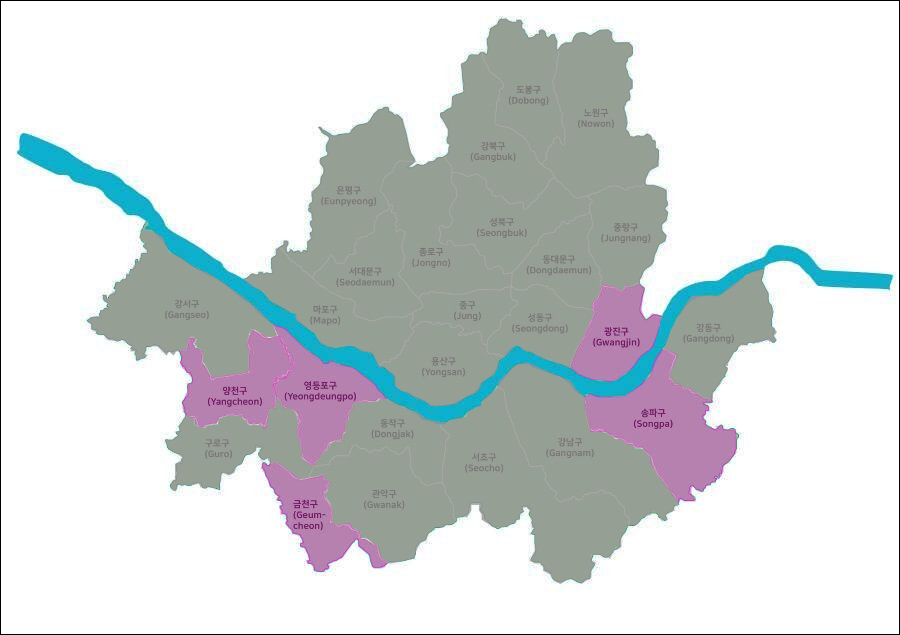 도봉구
(Dobong)
노원구
(Nowon)
강북구
(Gangbuk)
은평구
(Eunpyeong)
성북구
(Seongbuk)
중랑구
(Jungnang)
종로구
(Jongno)
동대문구
(Dongdaemun)
서대문구
(Seodaemun)
강서구
(Gangseo)
마포구
(Mapo)
중구
(Jung)
성동구
(Seongdong)
광진구
(Gwangjin)
강동구
(Gangdong)
용산구
(Yongsan)
양천구
(Yangcheon)
영등포구
(Yeongdeungpo)
송파구
(Songpa)
동작구
(Dongjak)
구로구
(Guro)
서초구
(Seocho)
강남구
(Gangnam)
관악구
(Gwanak)
금천구
(Geum-
cheon)